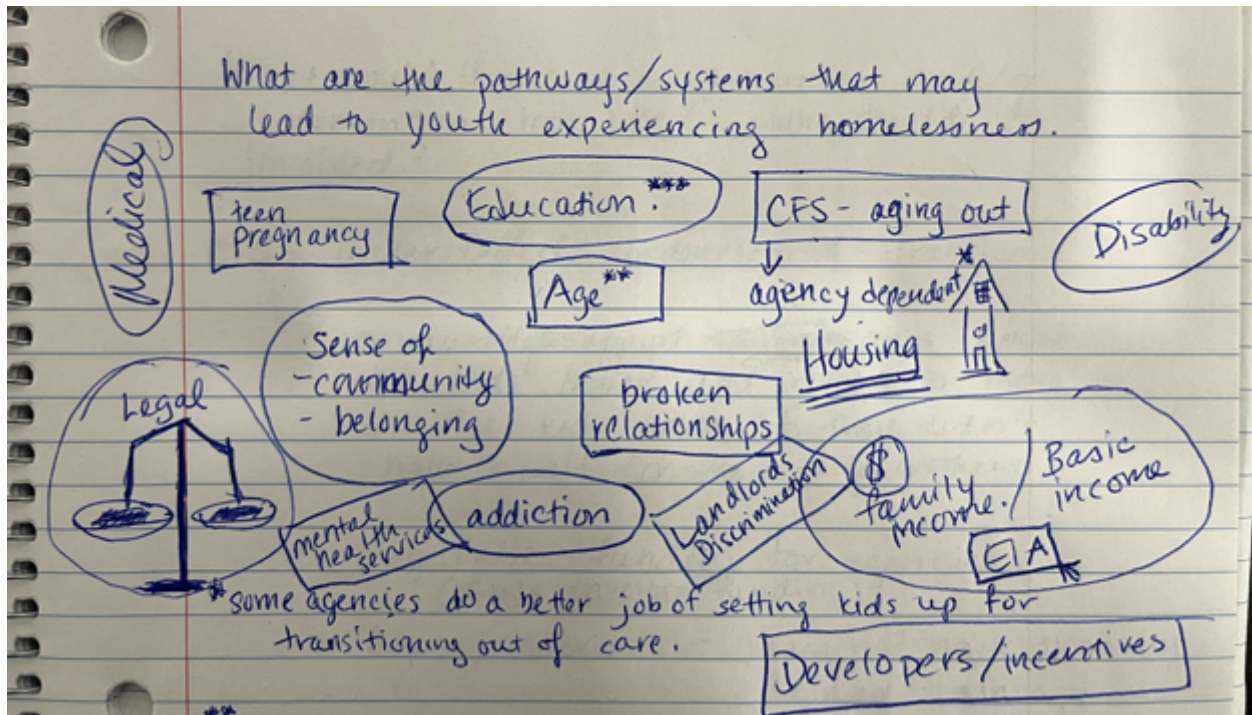 What are the pathways/systems that may
lead to youth experiencing homelessness.
Medical
teen
pregnancy
Education.***
CFS - aging out
Disability
Age**
agency dependent*
Housing
Sense of
- community
- belonging
broken
relationships
Legal
$
family
income. / Basic
income
EIA
Landlords
Discrimination
mental
health
services
addiction
*some agencies do a better job of setting kids up for
transitioning out of care.
Developers/incentives
**